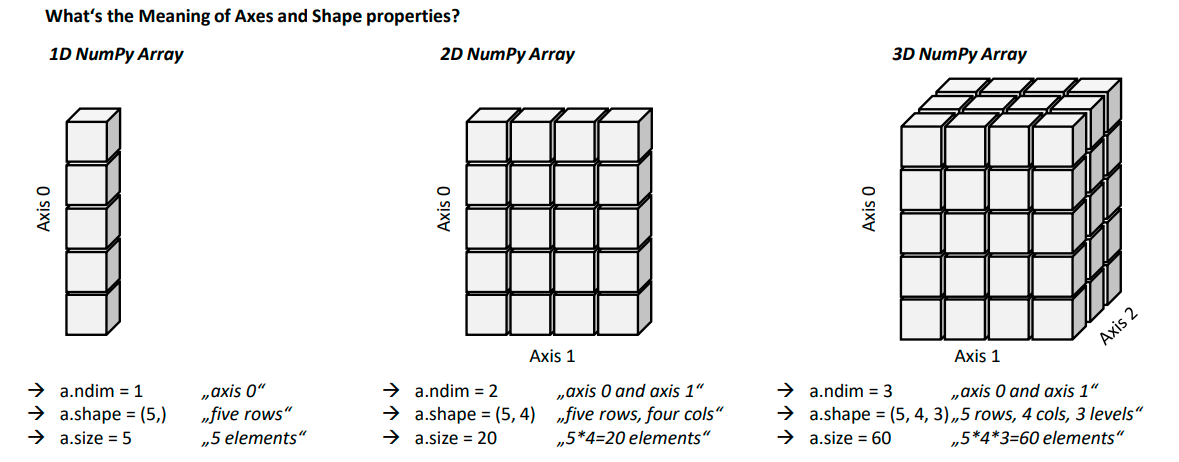 What‘s the Meaning of Axes and Shape properties?
1D NumPy Array
2D NumPy Array
3D NumPy Array
Axis 0
Axis 0
Axis 0
Axis 1
Axis 1
Axis 2
→ a.ndim = 1 „axis 0“
→ a.shape = (5,) „five rows“
→ a.size = 5 „5 elements“
→ a.ndim = 2 „axis 0 and axis 1“
→ a.shape = (5, 4) „five rows, four cols“
→ a.size = 20 „5*4=20 elements“
→ a.ndim = 3 „axis 0 and axis 1“
→ a.shape = (5, 4, 3) „5 rows, 4 cols, 3 levels“
→ a.size = 60 „5*4*3=60 elements“